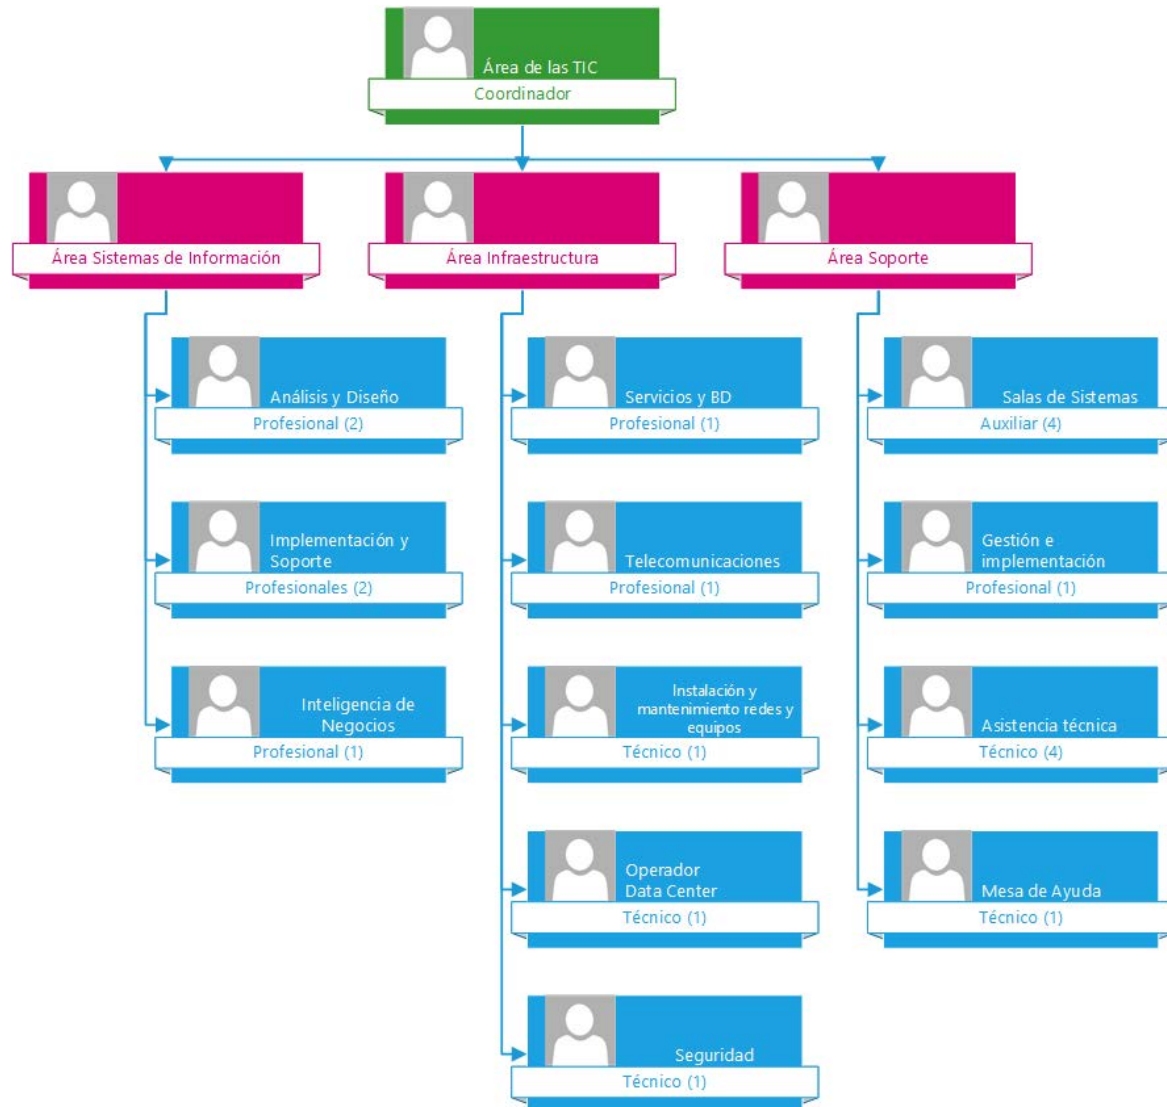 Área de las TIC
Coordinador
Área Sistemas de Información
Área Infraestructura
Área Soporte
Análisis y Diseño
Profesional (2)
Servicios y BD
Profesional (1)
Salas de Sistemas
Auxiliar (4)
Implementación y
Soporte
Profesionales (2)
Telecomunicaciones
Profesional (1)
Gestión e
implementación
Profesional (1)
Inteligencia de
Negocios
Profesional (1)
Instalación y
mantenimiento redes y
equipos
Técnico (1)
Asistencia técnica
Técnico (4)
Operador
Data Center
Técnico (1)
Mesa de Ayuda
Técnico (1)
Seguridad
Técnico (1)